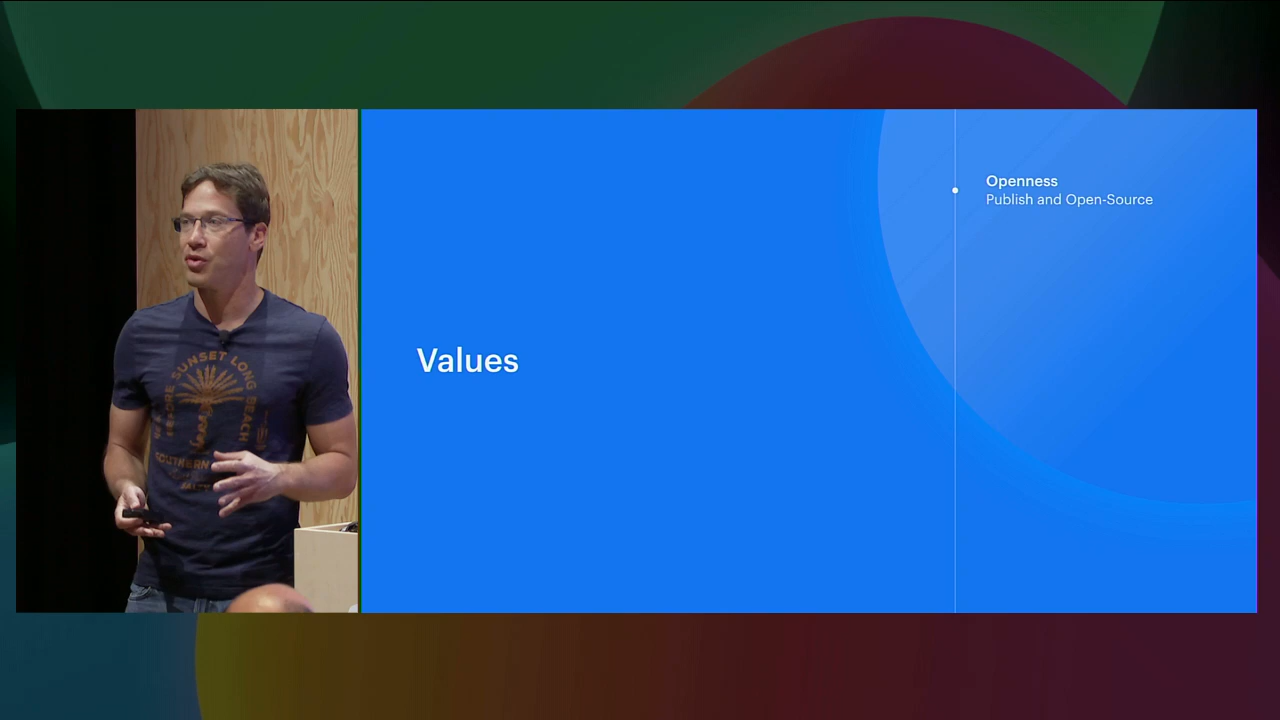 SUNSET LONG BEACH
SOUTHERN
Values
Openness
Publish and Open-Source